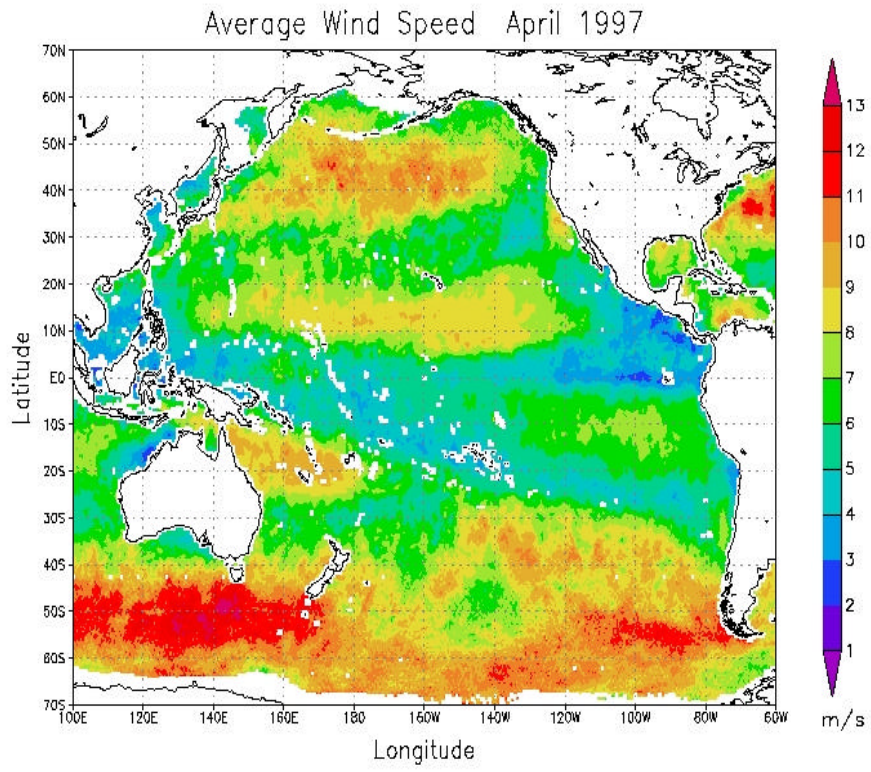 Average Wind Speed April 1997
70N
60N
50N
40N
30N
20N
10N
EQ
10S
20S
30S
40S
50S
60S
70S
Latitude
100E 120E 140E 160E 180 160W 140W 120W 100W 80W 60W
Longitude
13
12
11
10
9
8
7
6
5
4
3
2
1
m/s